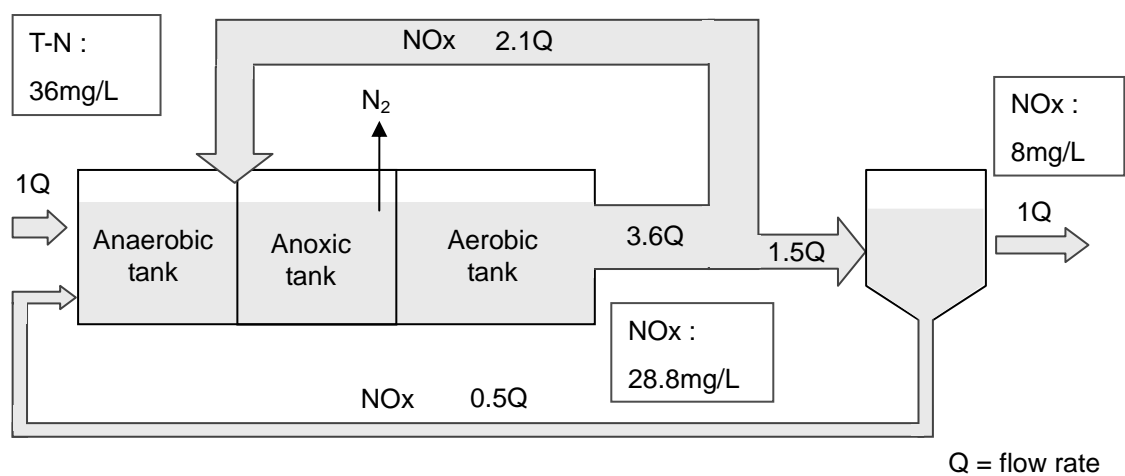 T-N :
36mg/L
NOx 2.1Q
N2
NOx :
8mg/L
1Q
1Q
Anaerobic
tank
Anoxic
tank
Aerobic
tank
3.6Q
1.5Q
NOx :
28.8mg/L
NOx 0.5Q
Q = flow rate